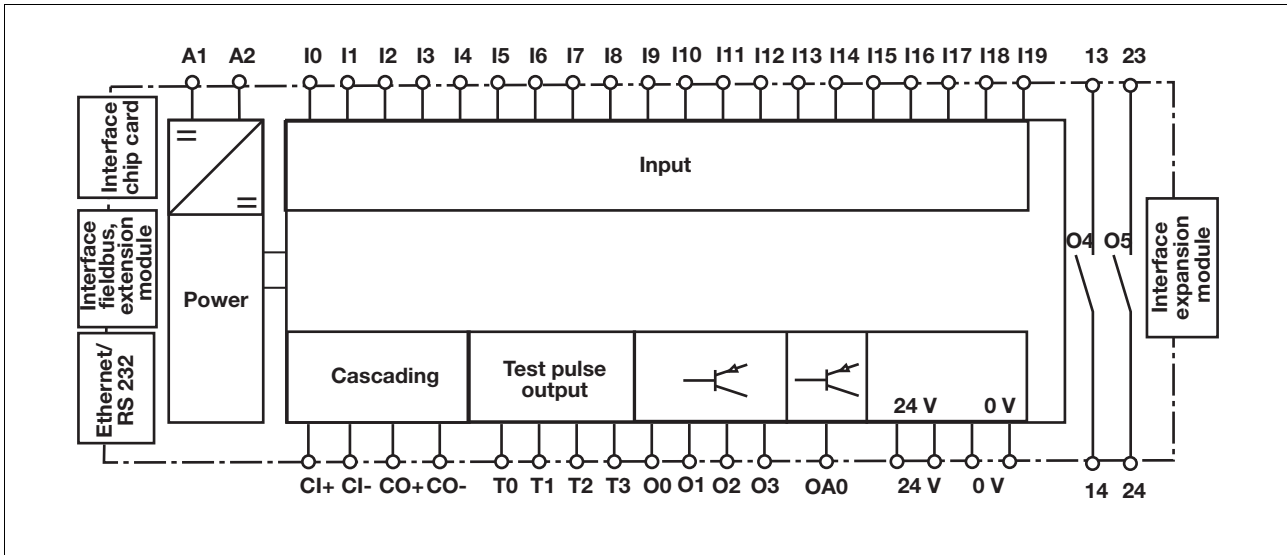 A1 A2 I0 I1 I2 I3 I4 I5 I6 I7 I8 I9 I10 I11 I12 I13 I14 I15 I16 I17 I18 I19 13 23
Interface
chip card
Interface
fieldbus,
extension
module
Ethernet/
RS 232
Power
Input
O4 O5
Interface
expansion
module
Cascading
Test pulse
output
24 V 0 V
CI+ CI- CO+ CO- T0 T1 T2 T3 O0 O1 O2 O3 OA0 24 V 0 V 14 24